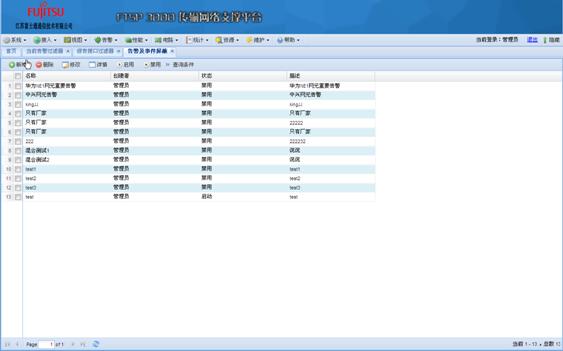 FUJITSU
江苏富士通通信技术有限公司
FTSP 3000 传输网络支撑平台
系统 接入 视图 告警 性能 电路 统计 资源 维护 帮助 当前登录：管理员 退出 隐藏
首页 当前告警过滤器 综告接口过滤器 告警及事件屏蔽
新增 删除 修改 详情 启用 禁用 查询条件
名称 创建者 状态 描述
1 华为NE1网元重要告警 管理员 禁用 华为NE1网元重要告警
2 中兴网元告警 管理员 禁用 中兴网元告警
3 管理员 禁用
4 只有厂家 管理员 禁用 只有厂家
5 只有厂家 管理员 禁用 22222
6 只有厂家 管理员 禁用 只有厂家
7 222 管理员 禁用 222232
8 混合测试1 管理员 禁用
9 混合测试2 管理员 禁用
10 test1 管理员 禁用 test1
11 test2 管理员 禁用 test2
12 test3 管理员 禁用 test3
13 test 管理员 启动 test
Page 1 of 1 当前 1 - 13 ，总数 13